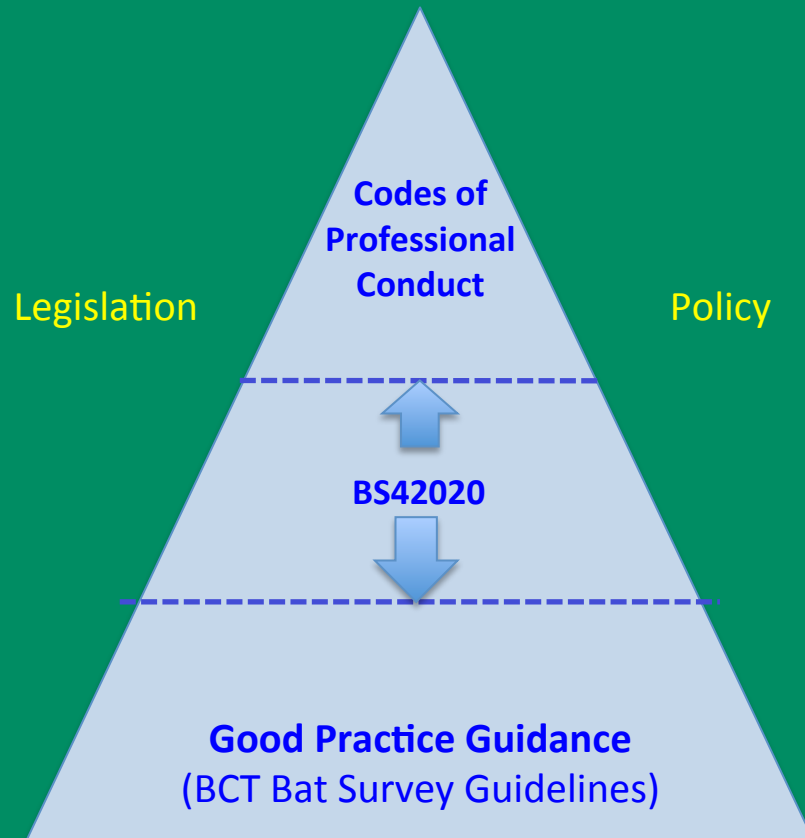 Codes of
Professional
Conduct
Legislation
Policy
BS42020
Good Practice Guidance
(BCT Bat Survey Guidelines)